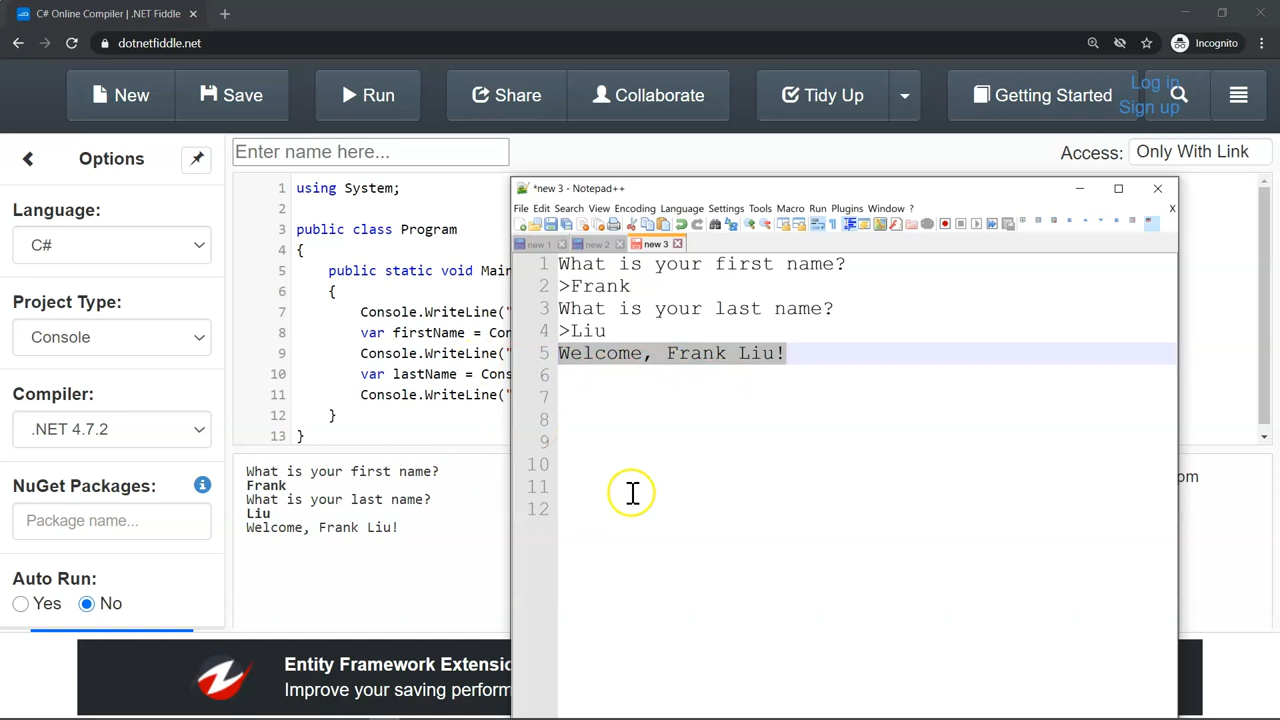 C# Online Compiler | .NET Fiddle
dotnetfiddle.net
Incognito
New
Save
Run
Share
Collaborate
Tidy Up
Getting Started
Log in
Sign up
Options
Enter name here...
Access:
Only With Link
Language:
C#
Project Type:
Console
Compiler:
.NET 4.7.2
NuGet Packages:
Package name...
Auto Run:
Yes
No
1 using System;
2
3 public class Program
4 {
5 public static void Main
6 {
7 Console.WriteLine("
8 var firstName = Con
9 Console.WriteLine("
10 var lastName = Cons
11 Console.WriteLine("
12 }
13 }
What is your first name?
Frank
What is your last name?
Liu
Welcome, Frank Liu!
pm
*new 3 - Notepad++
File Edit Search View Encoding Language Settings Tools Macro Run Plugins Window ?
X
new 1
new 2
new 3
1 What is your first name?
2 >Frank
3 What is your last name?
4 >Liu
5 Welcome, Frank Liu!
6
7
8
9
10
11
12
Entity Framework Extensio
Improve your saving perform